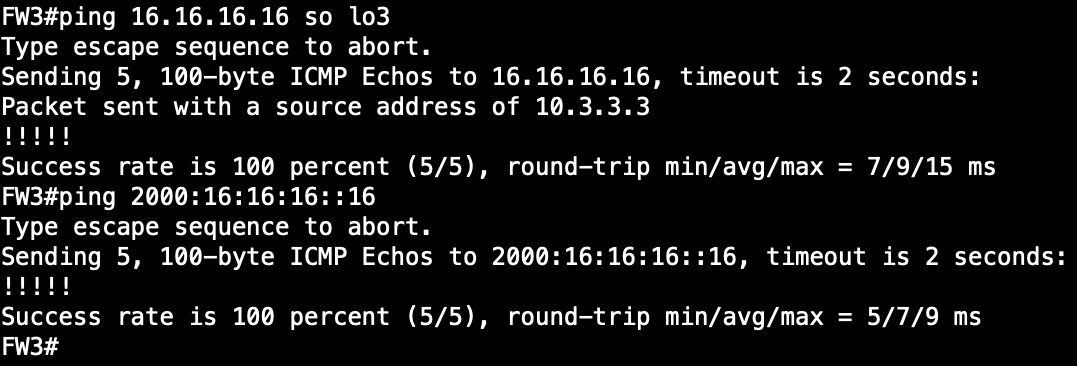 FW3#ping 16.16.16.16 so lo3
Type escape sequence to abort.
Sending 5, 100-byte ICMP Echos to 16.16.16.16, timeout is 2 seconds:
Packet sent with a source address of 10.3.3.3
!!!!!
Success rate is 100 percent (5/5), round-trip min/avg/max = 7/9/15 ms
FW3#ping 2000:16:16:16::16
Type escape sequence to abort.
Sending 5, 100-byte ICMP Echos to 2000:16:16:16::16, timeout is 2 seconds:
!!!!!
Success rate is 100 percent (5/5), round-trip min/avg/max = 5/7/9 ms
FW3#